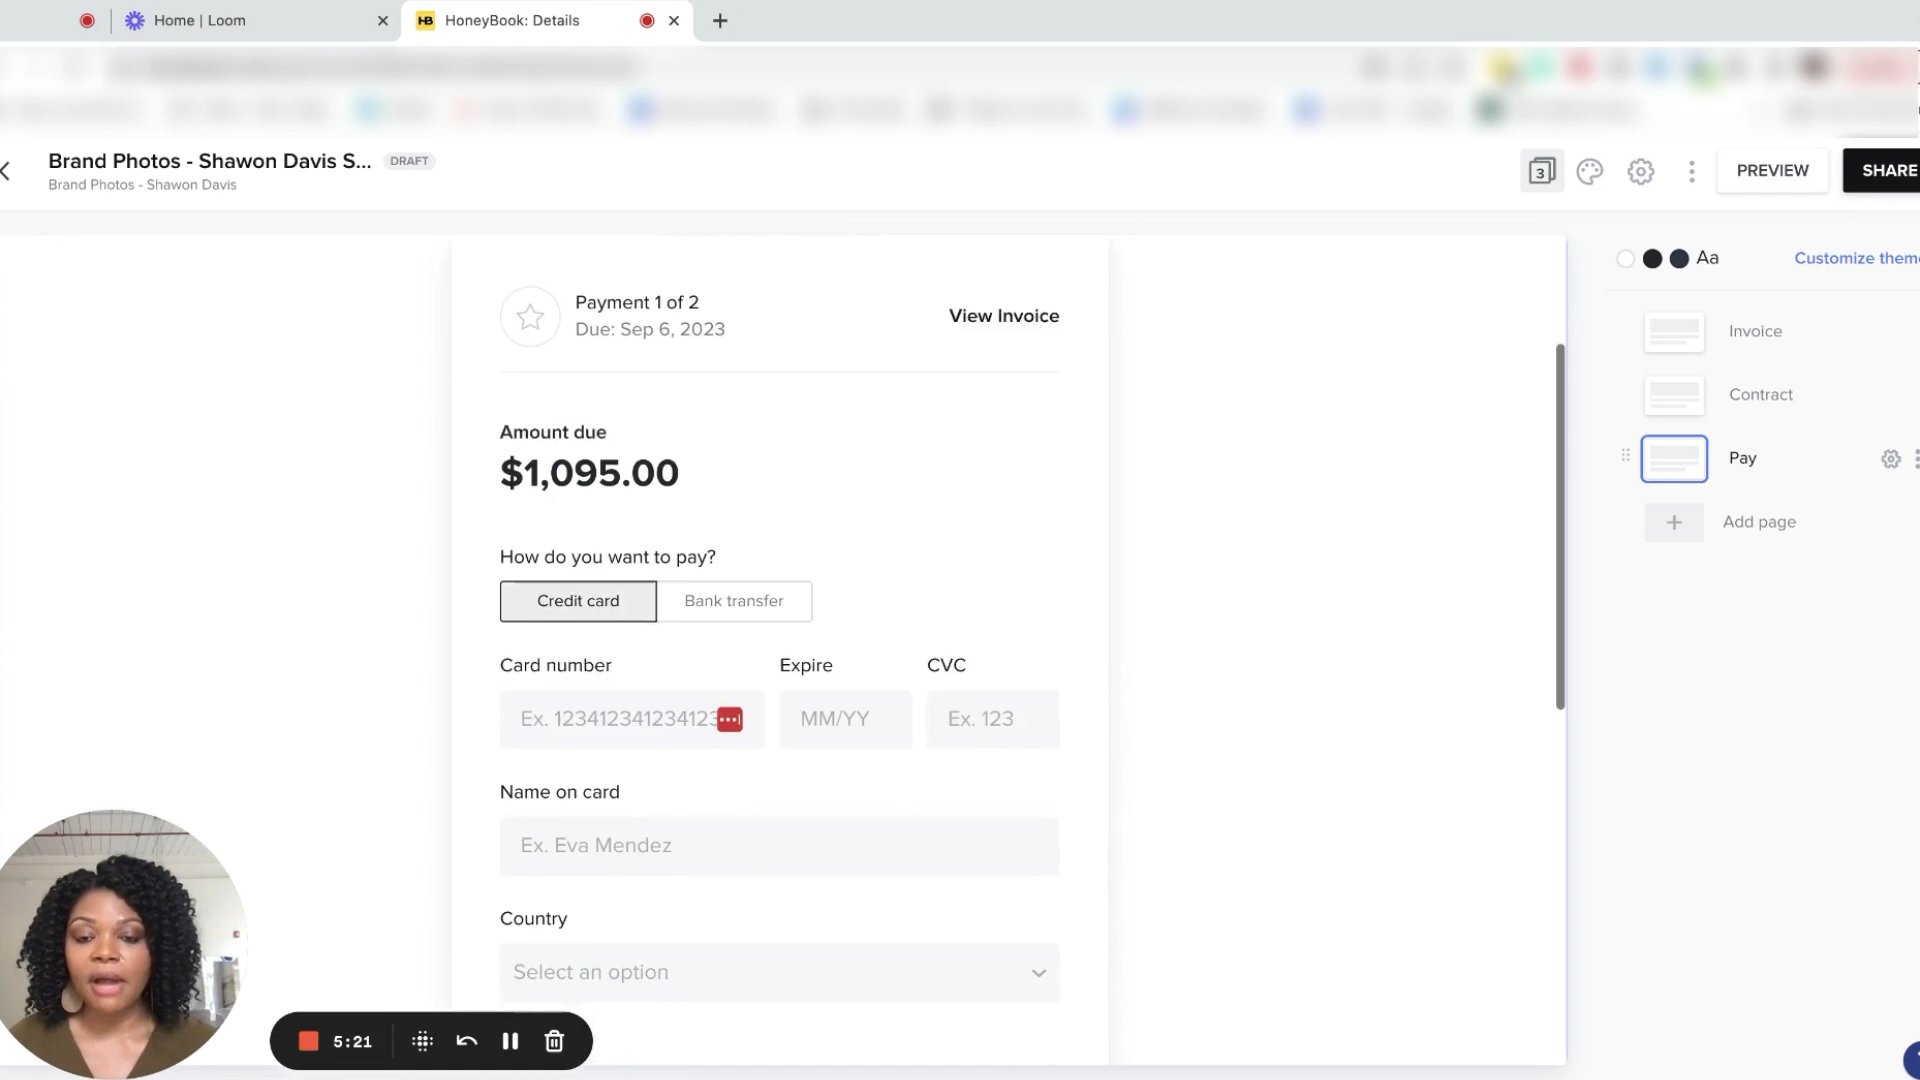 Home | Loom
HB HoneyBook: Details
Brand Photos - Shawon Davis S... DRAFT
Brand Photos - Shawon Davis
3
PREVIEW
SHARE
Aa
Customize theme
Payment 1 of 2
Due: Sep 6, 2023
View Invoice
Invoice
Contract
Pay
Add page
Amount due
$1,095.00
How do you want to pay?
Credit card
Bank transfer
Card number
Expire
CVC
Ex. 123412341234123
MM/YY
Ex. 123
Name on card
Ex. Eva Mendez
Country
Select an option
5:21